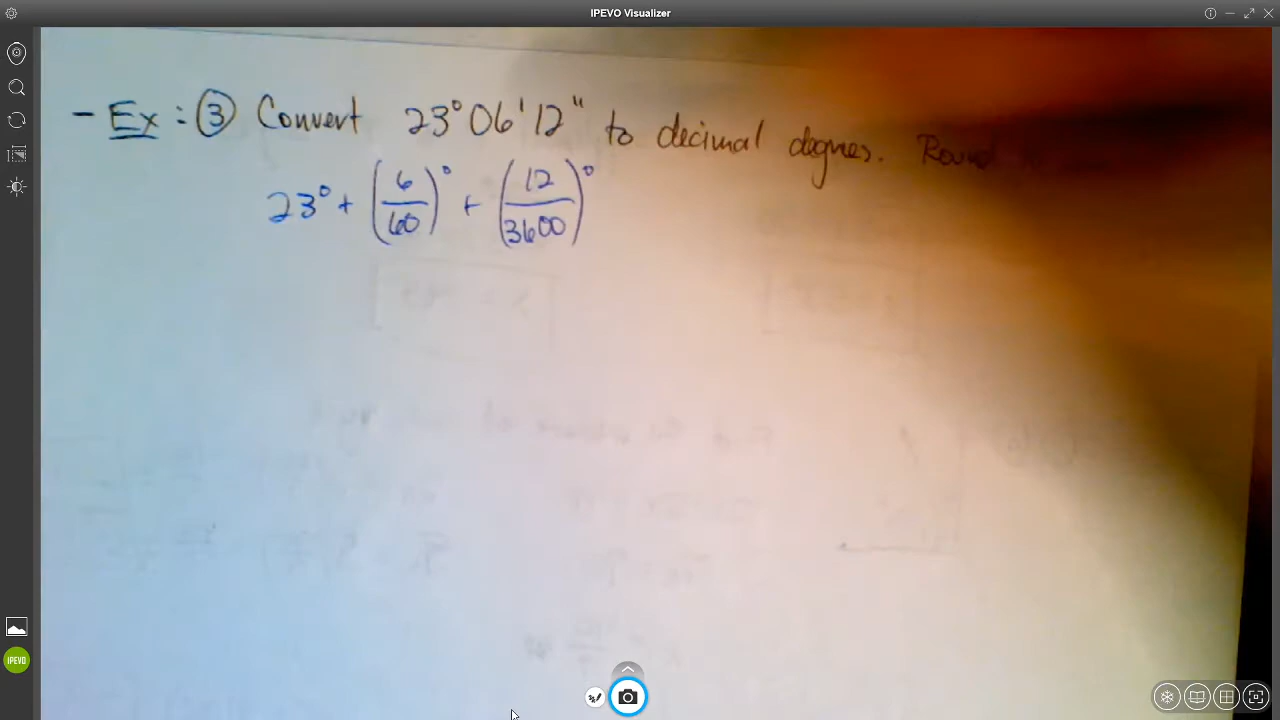 IPEVO Visualizer
- Ex : ③ Convert 23° 06' 12" to decimal degrees. Round
23° + (6/60)° + (12/3600)°
IPEVO